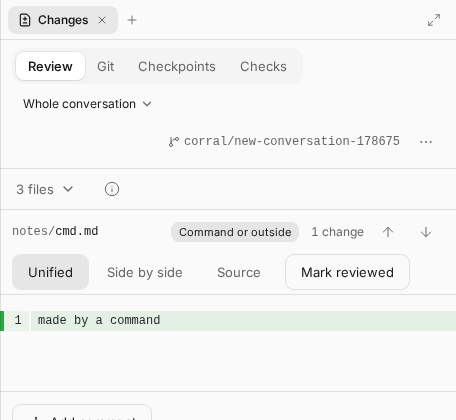 Changes
Review Git Checkpoints Checks
Whole conversation
corral/new-conversation-178675
3 files
notes/cmd.md Command or outside 1 change
Unified Side by side Source Mark reviewed
1 made by a command